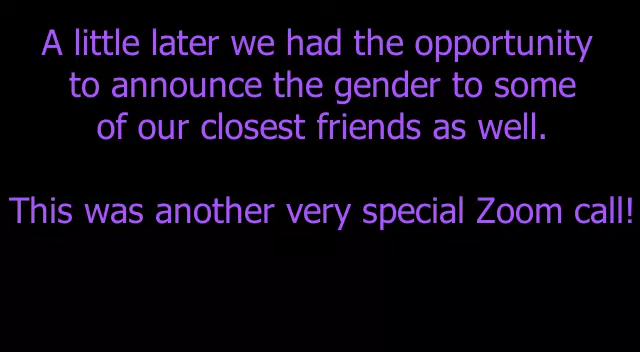 A little later we had the opportunity
to announce the gender to some
of our closest friends as well.
This was another very special Zoom call!